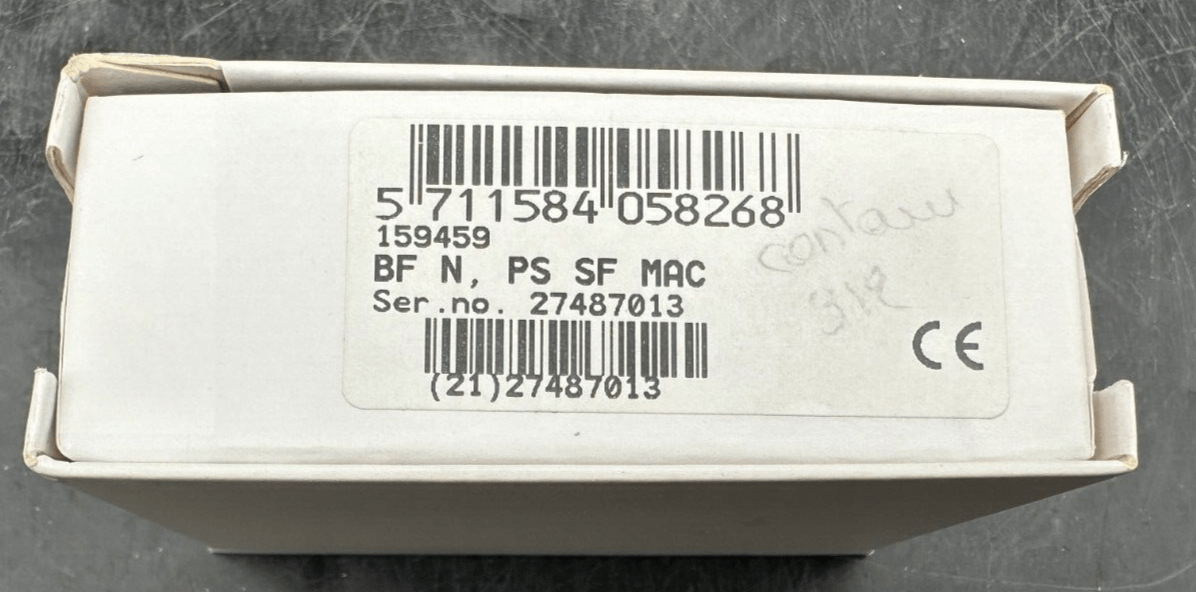 5 711584 058268
159459
BF N, PS SF MAC
Ser.no. 27487013
(21)27487013
CE